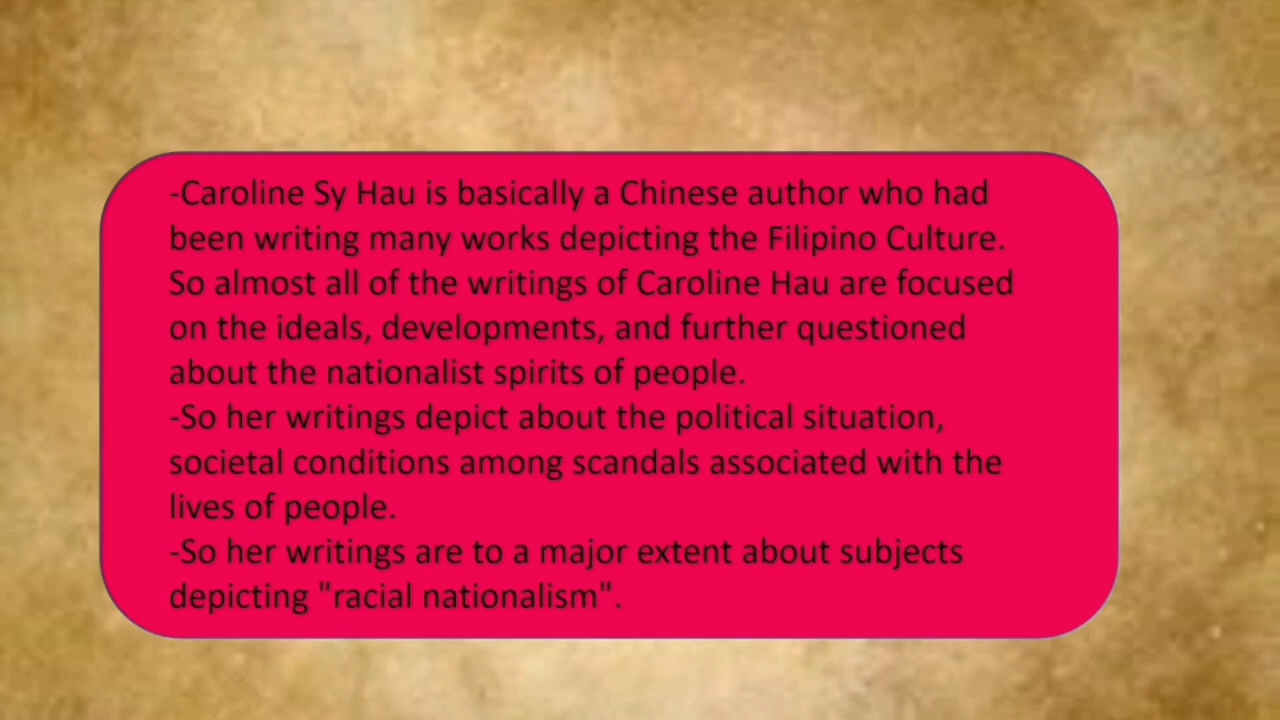 -Caroline Sy Hau is basically a Chinese author who had
been writing many works depicting the Filipino Culture.
So almost all of the writings of Caroline Hau are focused
on the ideals, developments, and further questioned
about the nationalist spirits of people.
-So her writings depict about the political situation,
societal conditions among scandals associated with the
lives of people.
-So her writings are to a major extent about subjects
depicting "racial nationalism".